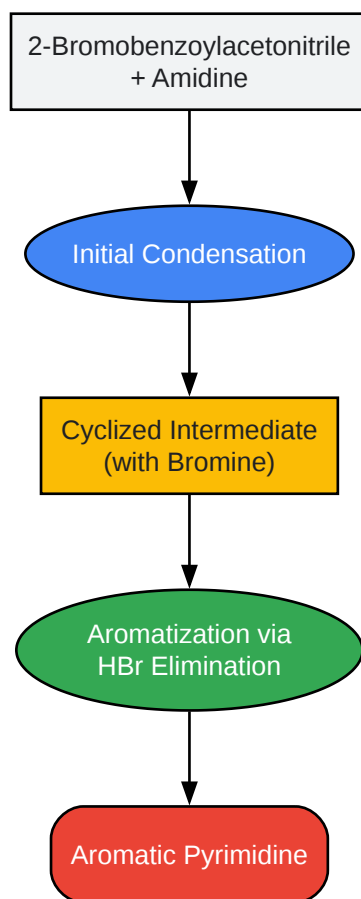 2-Bromobenzoylacetonitrile
+ Amidine
Initial Condensation
Cyclized Intermediate
(with Bromine)
Aromatization via
HBr Elimination
Aromatic Pyrimidine